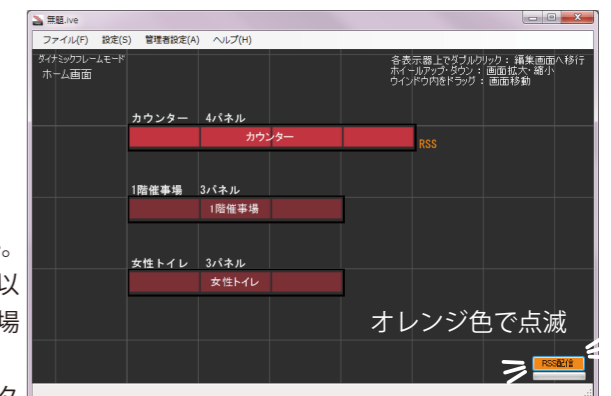 無題.lve
ファイル(F) 設定(S) 管理者設定(A) ヘルプ(H)
ダイナミックフレームモード
ホーム画面
各表示器上でダブルクリック： 編集画面へ移行
ホイールアップ・ダウン： 画面拡大・縮小
ウインドウ内をドラッグ： 画面移動
カウンター 4パネル
カウンター
RSS
1階催事場 3パネル
1階催事場
。
女性トイレ 3パネル
以
女性トイレ
場
オレンジ色で点滅
RSS配信